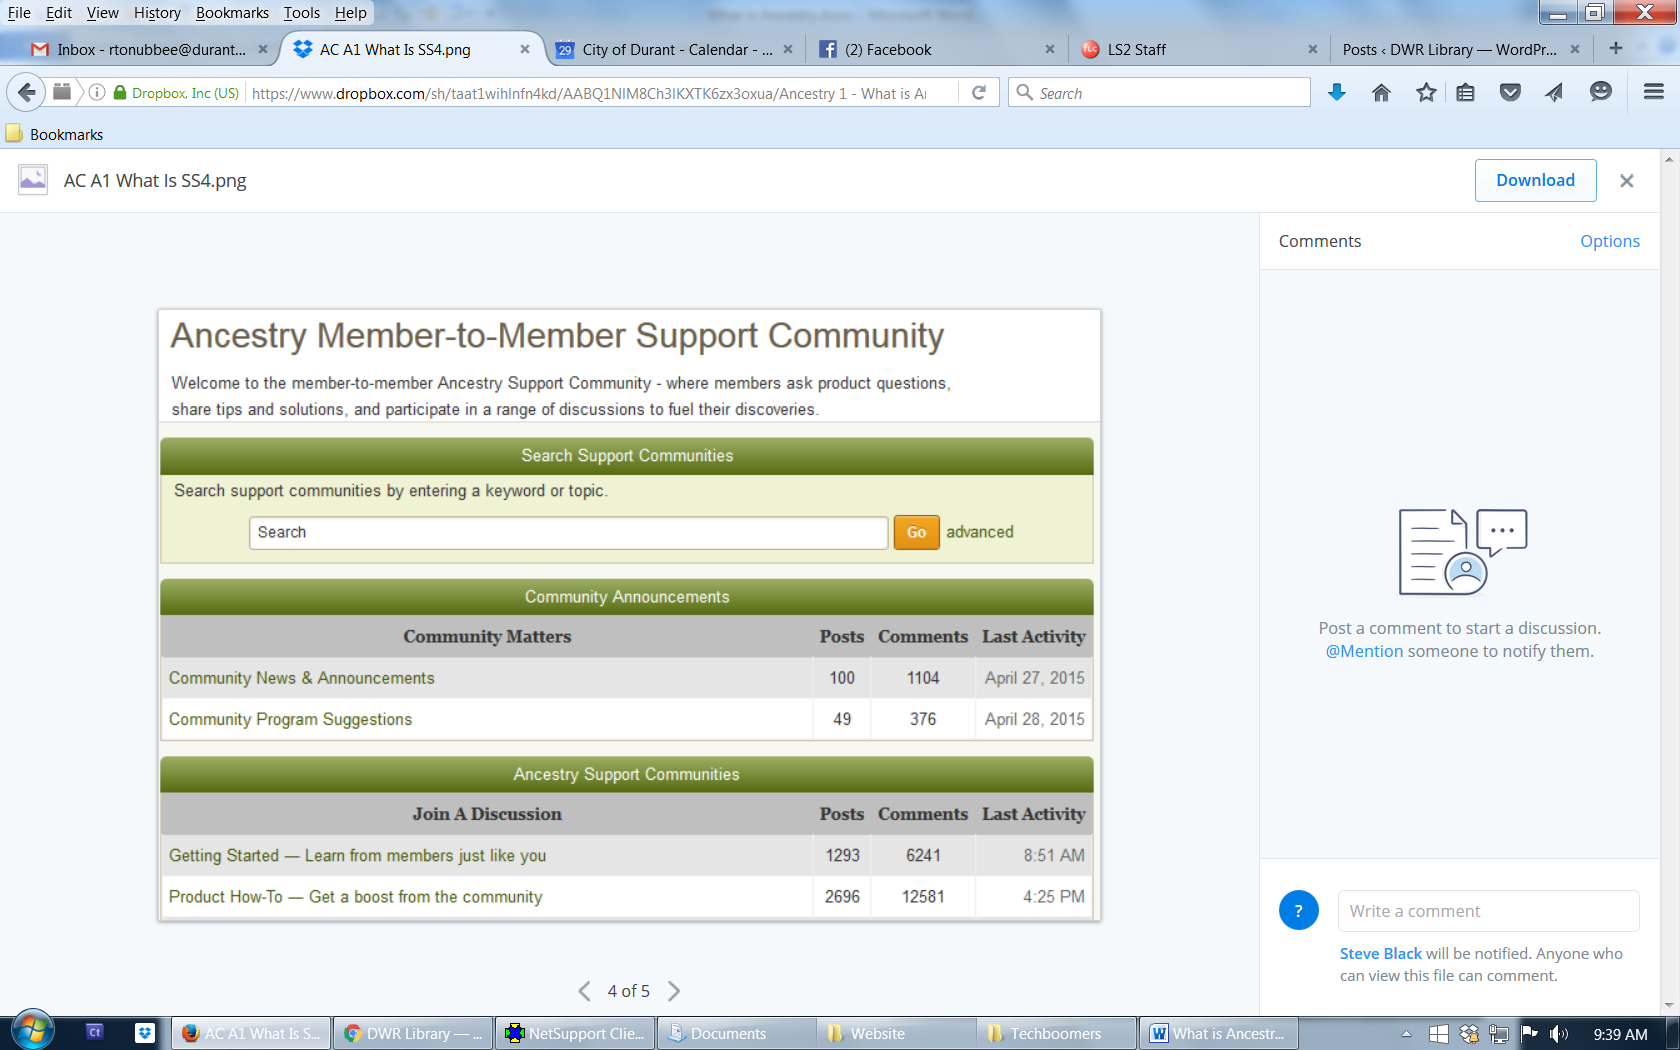 File Edit View History Bookmarks Tools Help
Inbox - rtonubbee@durant... × AC A1 What Is SS4.png × 29 City of Durant - Calendar - ... × (2) Facebook × LS2 Staff × Posts ‹ DWR Library — WordPr... × +
Dropbox, Inc (US) https://www.dropbox.com/sh/taat1wihlnfn4kd/AABQ1NIM8Ch3IKXTK6zx3oxua/Ancestry 1 - What is Ar Search
Bookmarks
AC A1 What Is SS4.png Download
Comments Options
Ancestry Member-to-Member Support Community
Welcome to the member-to-member Ancestry Support Community - where members ask product questions,
share tips and solutions, and participate in a range of discussions to fuel their discoveries.
Search Support Communities
Search support communities by entering a keyword or topic.
Search Go advanced
Community Announcements
Community Matters Posts Comments Last Activity
Community News & Announcements 100 1104 April 27, 2015
Community Program Suggestions 49 376 April 28, 2015
Ancestry Support Communities
Join A Discussion Posts Comments Last Activity
Getting Started — Learn from members just like you 1293 6241 8:51 AM
Product How-To — Get a boost from the community 2696 12581 4:25 PM
4 of 5
Post a comment to start a discussion.
@Mention someone to notify them.
? Write a comment
Steve Black will be notified. Anyone who
can view this file can comment.
Ct AC A1 What Is S... DWR Library — ... NetSupport Clie... Documents Website Techboomers What is Ancestr... 9:39 AM